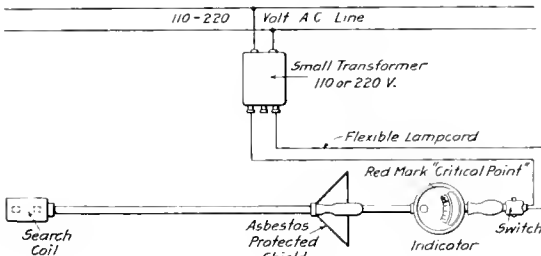 110-220 Volt A C Line
Small Transformer
110 or 220 V.
Flexible Lampcord
Red Mark "Critical Point"
Search
Coil
Asbestos
Protected
Shield
Indicator
Switch